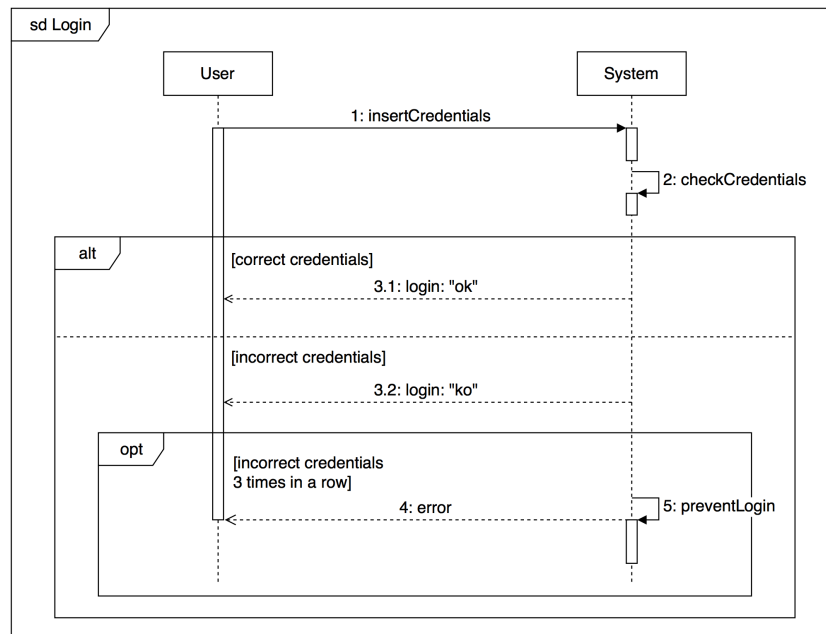 sd Login
User
System
1: insertCredentials
2: checkCredentials
alt
[correct credentials]
3.1: login: "ok"
[incorrect credentials]
3.2: login: "ko"
opt
[incorrect credentials
3 times in a row]
4: error
5: preventLogin